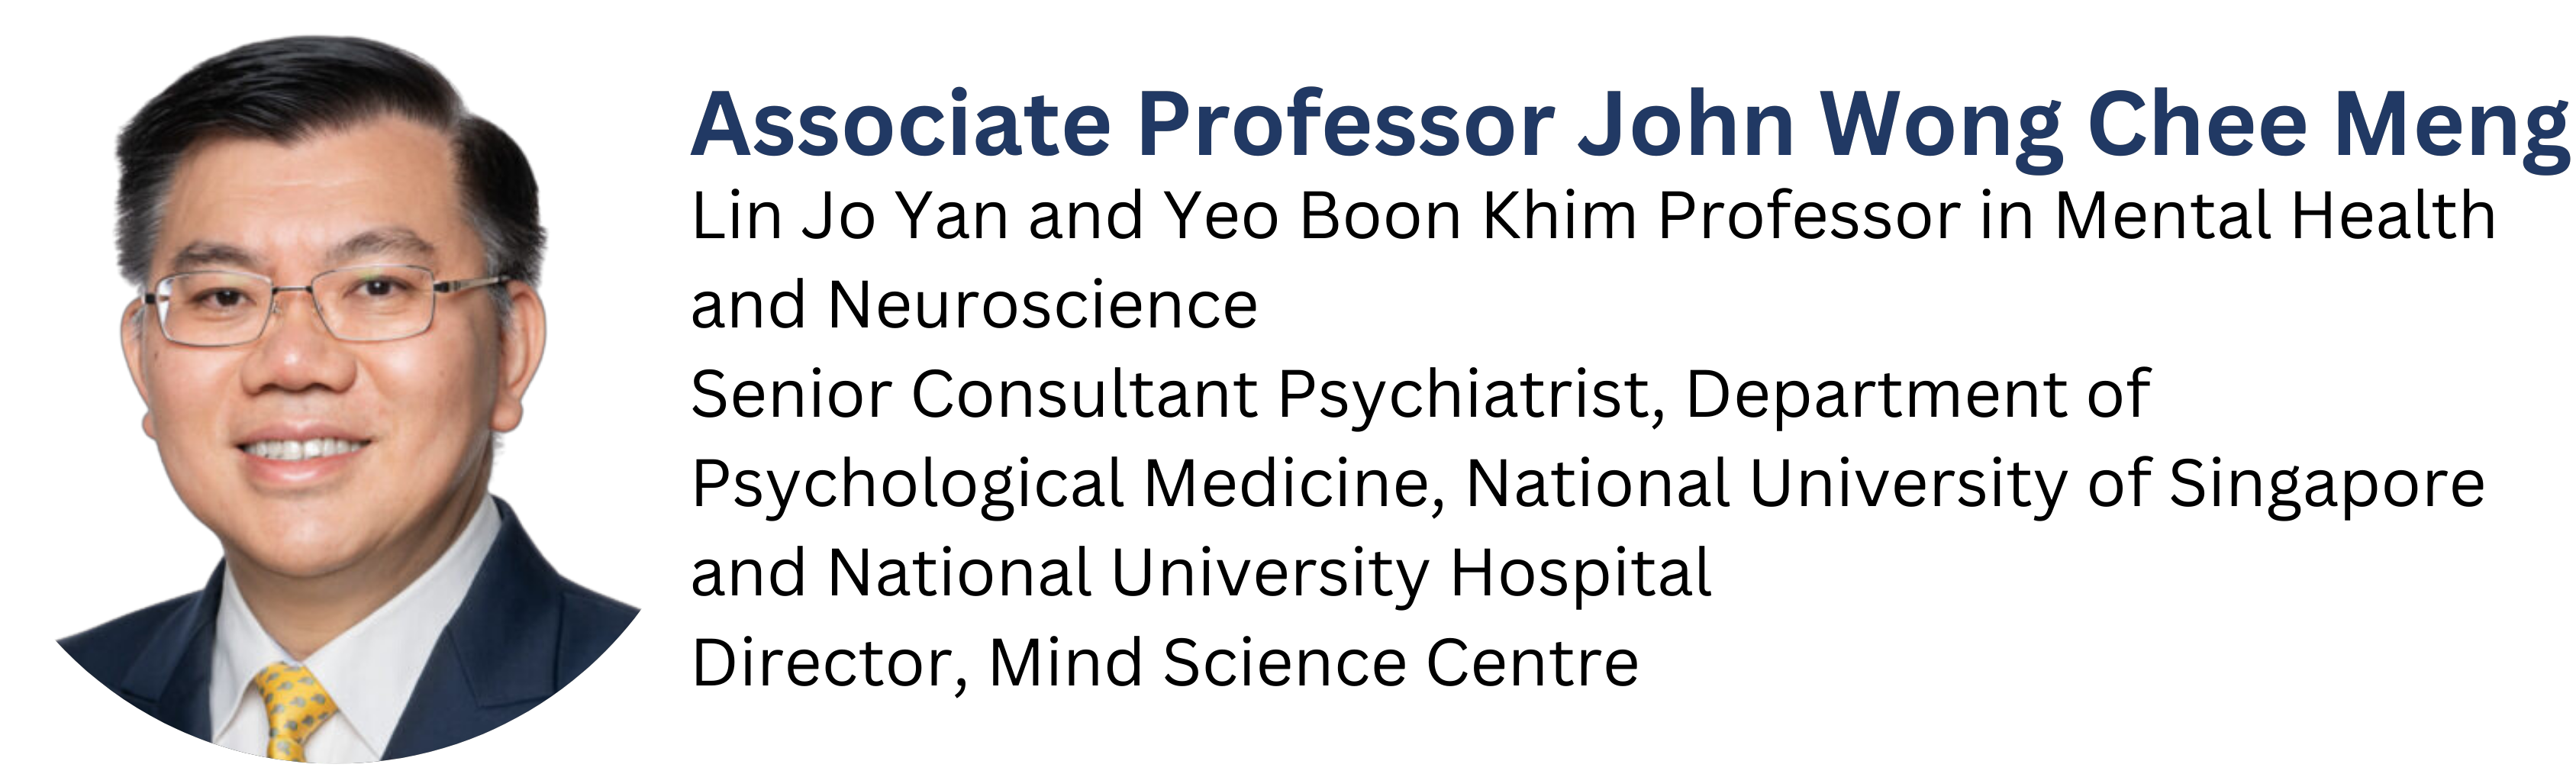 Associate Professor John Wong Chee Meng
Lin Jo Yan and Yeo Boon Khim Professor in Mental Health
and Neuroscience
Senior Consultant Psychiatrist, Department of
Psychological Medicine, National University of Singapore
and National University Hospital
Director, Mind Science Centre